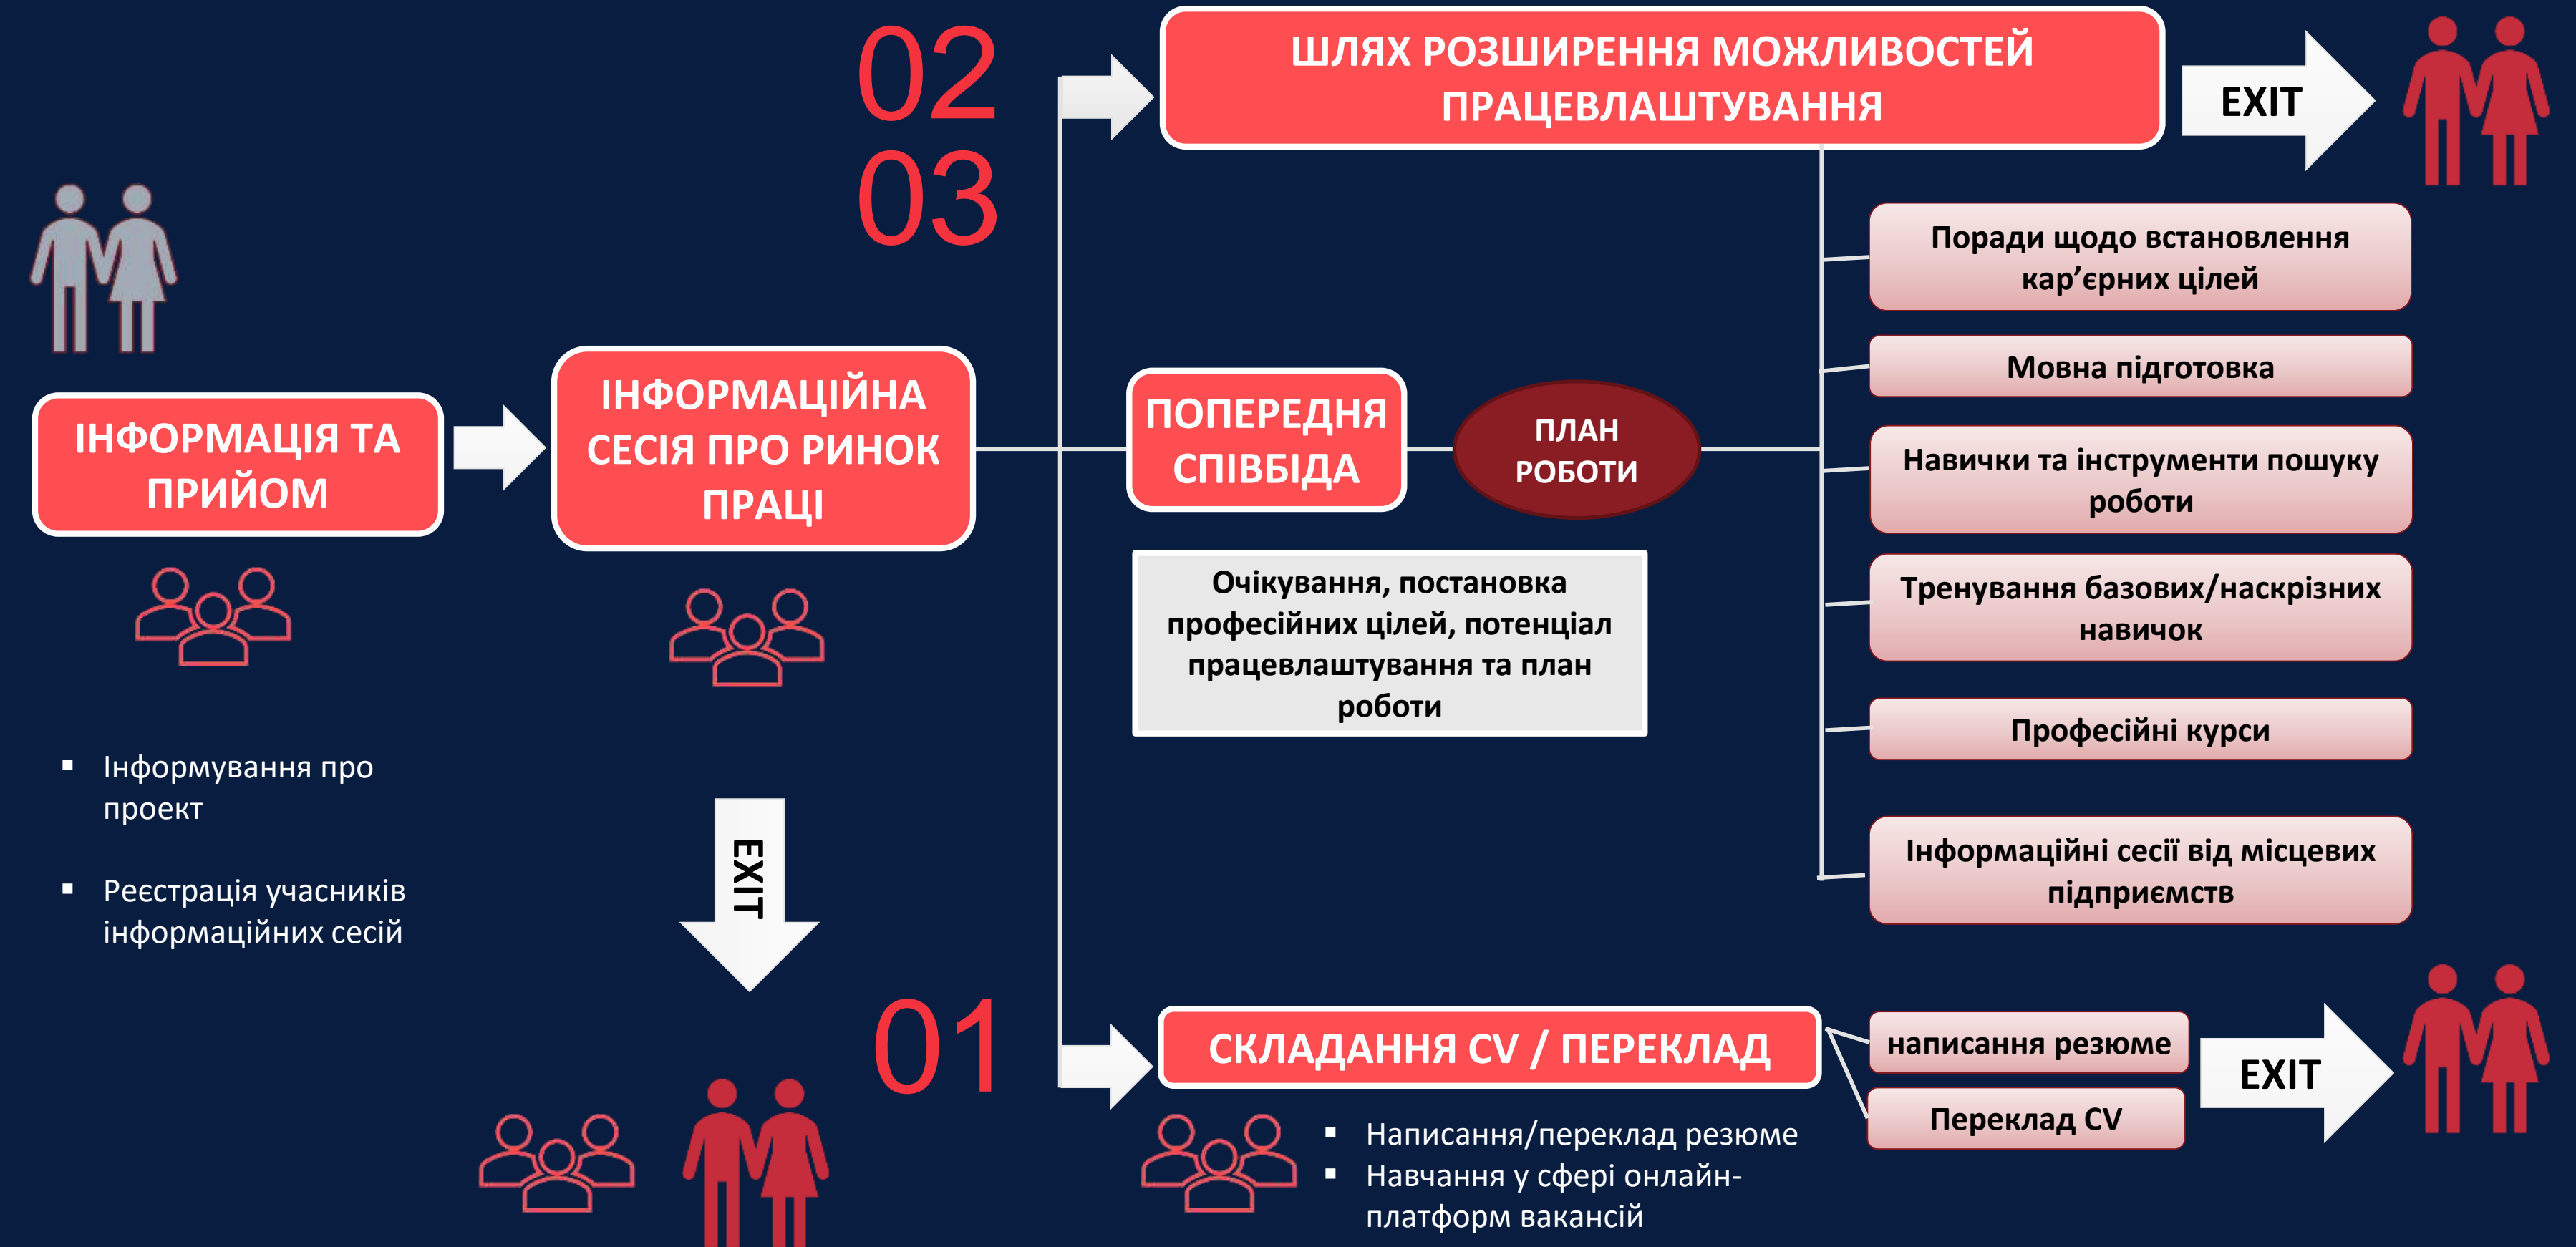 02
03
ШЛЯХ РОЗШИРЕННЯ МОЖЛИВОСТЕЙ
ПРАЦЕВЛАШТУВАННЯ
EXIT
ІНФОРМАЦІЯ ТА
ПРИЙОМ
Інформування про
проект
Реєстрація учасників
інформаційних сесій
ІНФОРМАЦІЙНА
СЕСІЯ ПРО РИНОК
ПРАЦІ
EXIT
ПОПЕРЕДНЯ
СПІВБІДА
ПЛАН
РОБОТИ
Очікування, постановка
професійних цілей, потенціал
працевлаштування та план
роботи
Поради щодо встановлення
кар’єрних цілей
Мовна підготовка
Навички та інструменти пошуку
роботи
Тренування базових/наскрізних
навичок
Професійні курси
Інформаційні сесії від місцевих
підприємств
01
СКЛАДАННЯ CV / ПЕРЕКЛАД
написання резюме
Переклад CV
EXIT
Написання/переклад резюме
Навчання у сфері онлайн-
платформ вакансій